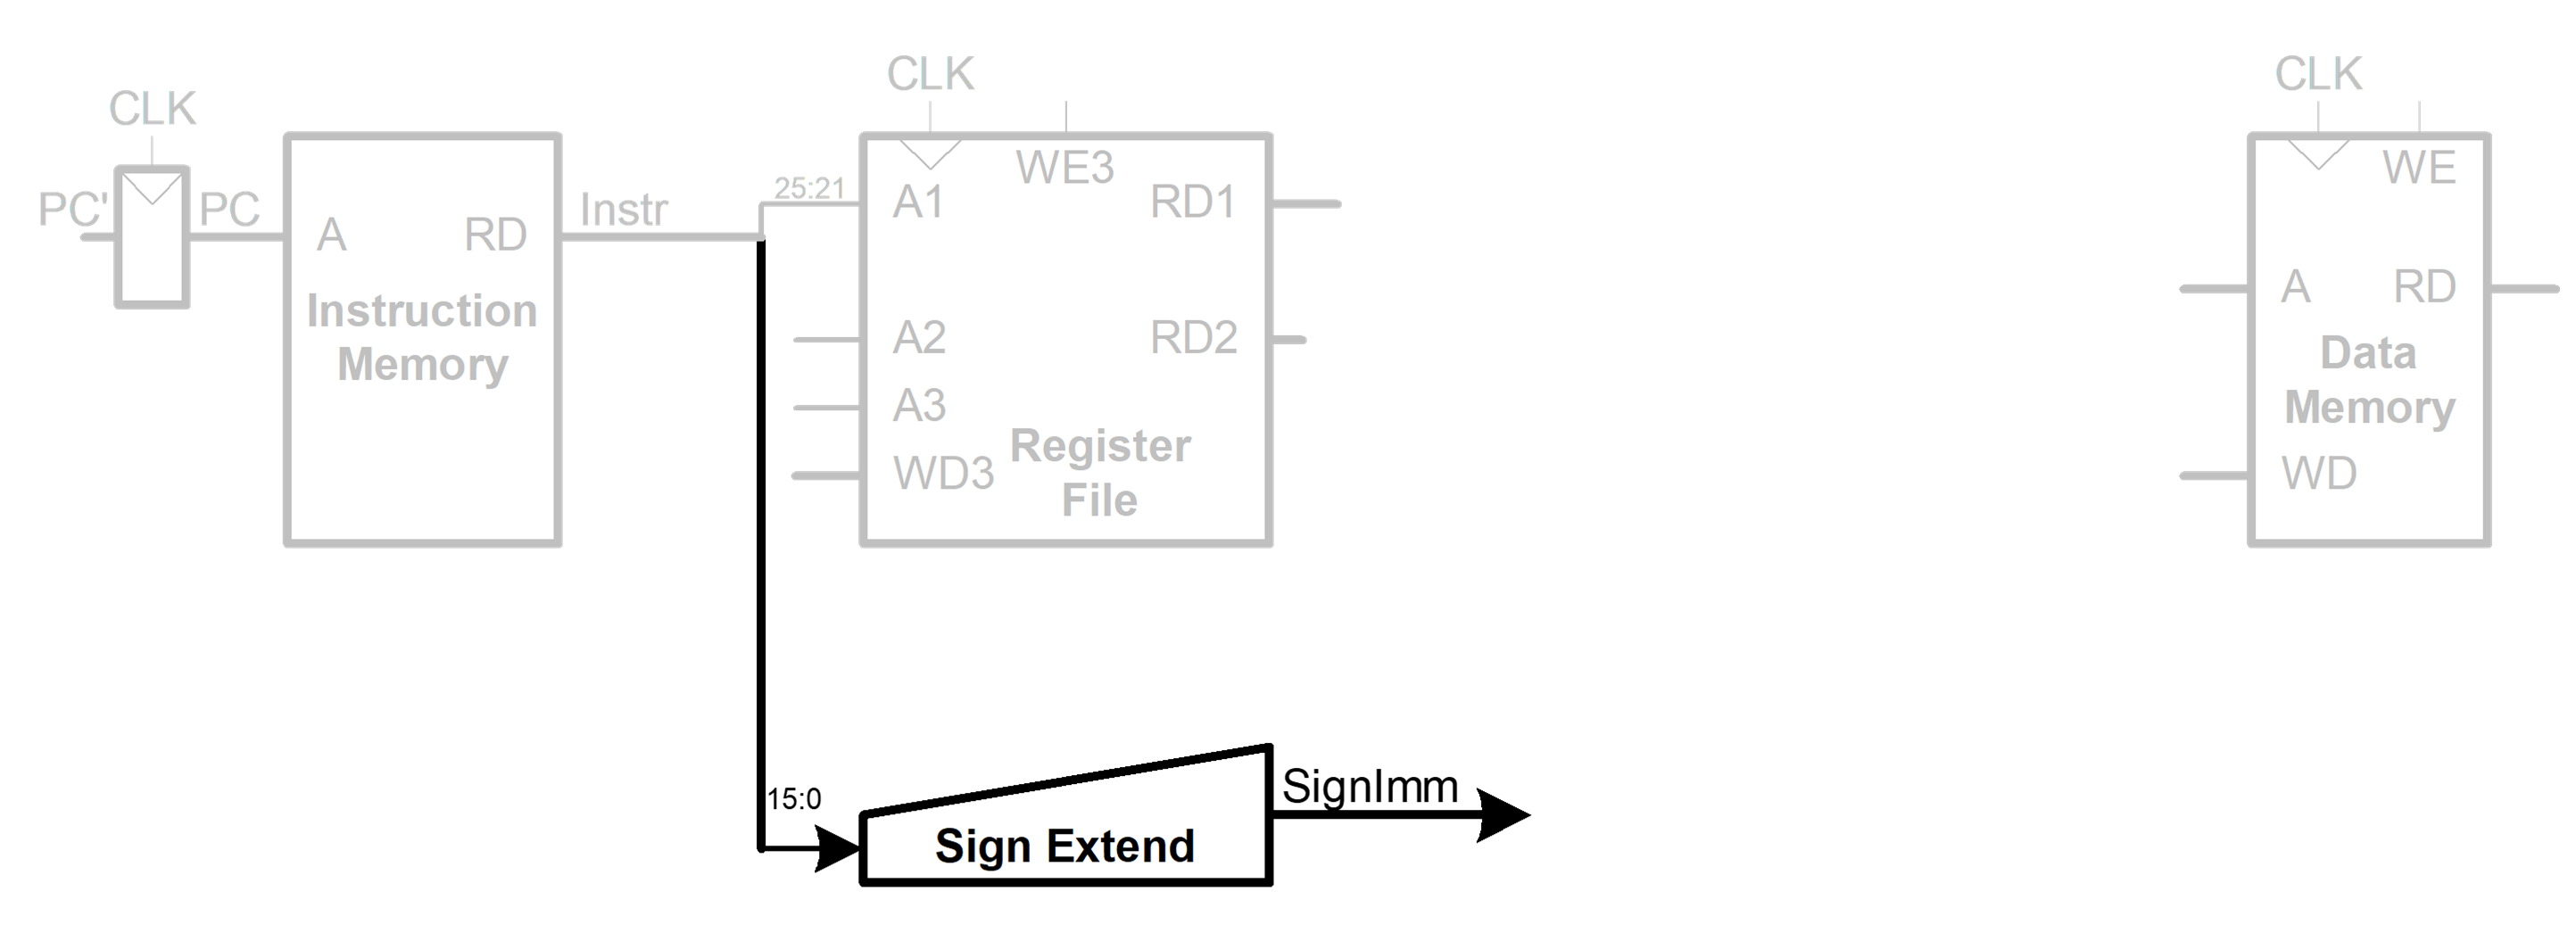 CLK
CLK
CLK
PC'
PC
A
RD
Instruction
Memory
Instr
25:21
A1
WE3
RD1
A2
RD2
A3
WD3
Register
File
WE
A
RD
Data
Memory
WD
15:0
Sign Extend
SignImm